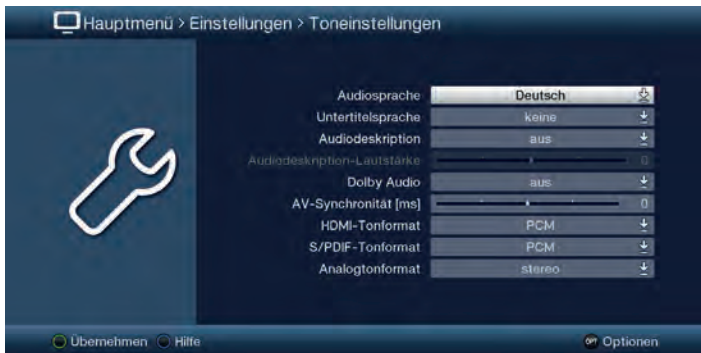 Hauptmenü > Einstellungen > Toneinstellungen
Audiosprache Deutsch
Untertitelsprache keine
Audiodeskription aus
Audiodeskription-Lautstärke 0
Dolby Audio aus
AV-Synchronität [ms] 0
HDMI-Tonformat PCM
S/PDIF-Tonformat PCM
Analogtonformat stereo
Übernehmen Hilfe OPT Optionen